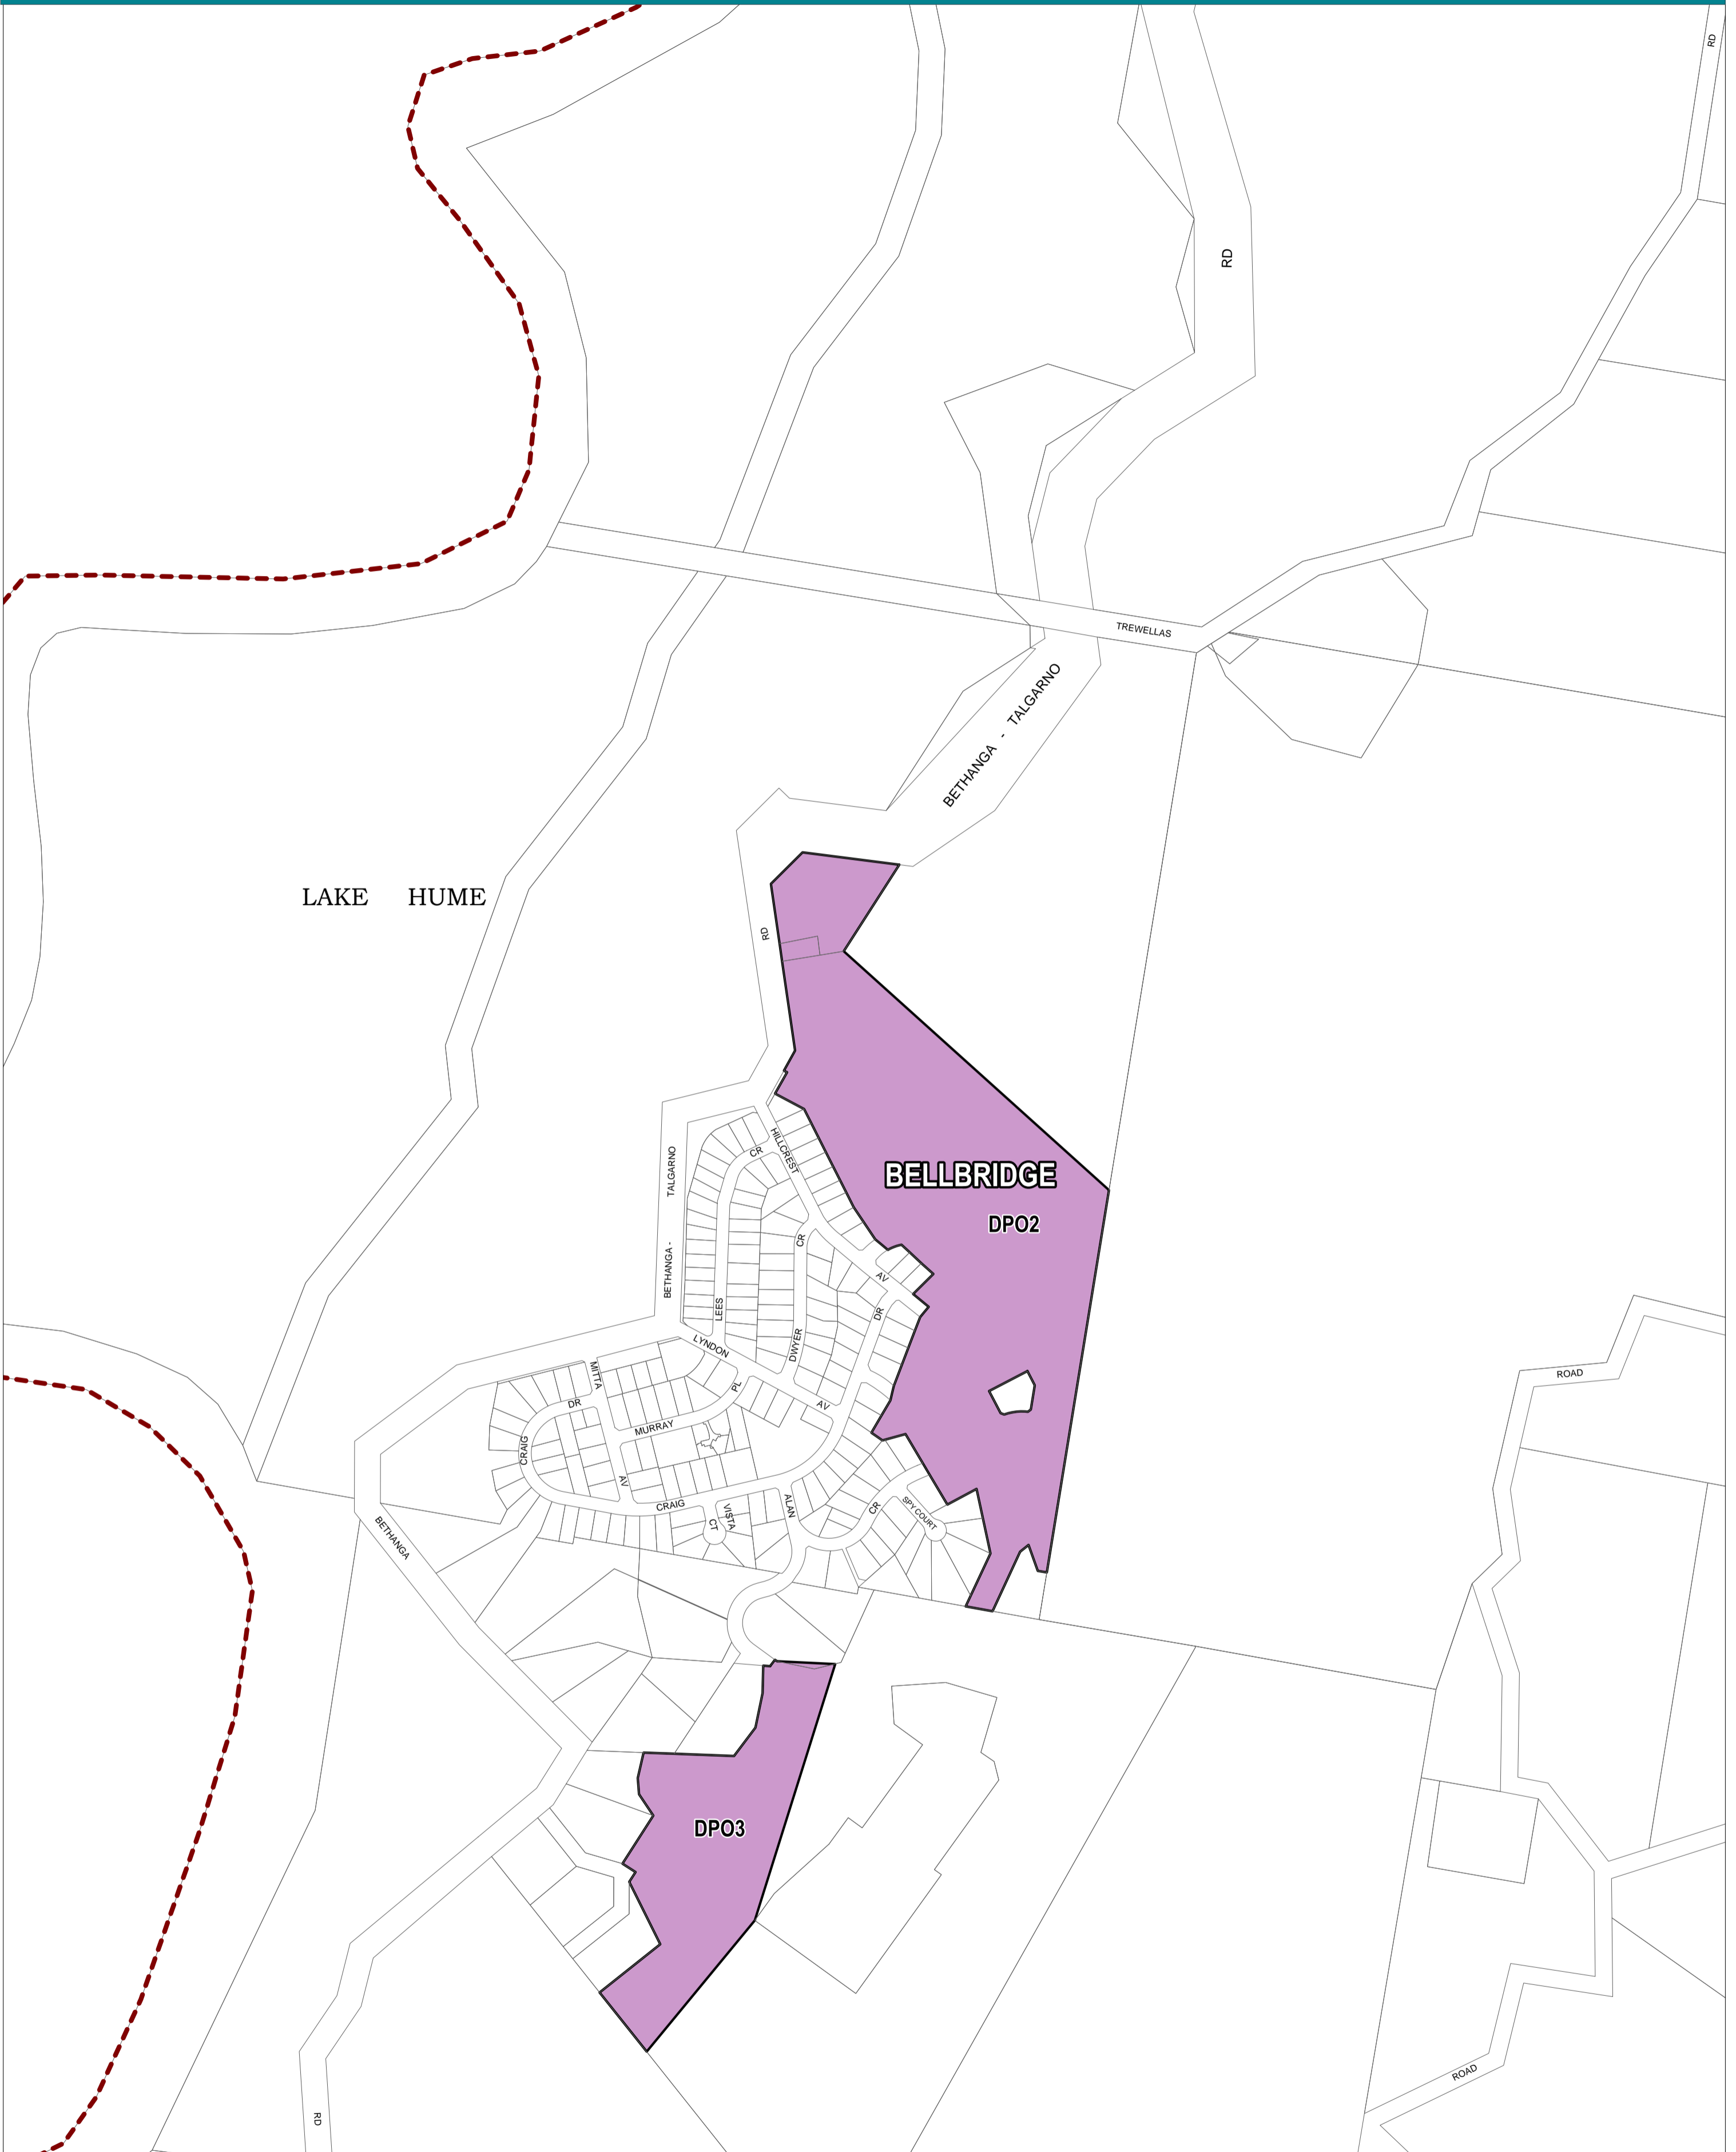 RD
RD
TREWELLAS
BETHANGA - TALGARNO
LAKE HUME
RD
HILLCREST
CR
BETHANGA - TALGARNO
BELLBRIDGE
DPO2
CR
AV
DR
LEES
LYNDON
DWYER
MITTA
PL
AV
DR
MURRAY
CRAIG
AV
CRAIG
VISTA
CT
ALAN
CR
SPY COURT
BETHANGA
ROAD
DPO3
ROAD
RD